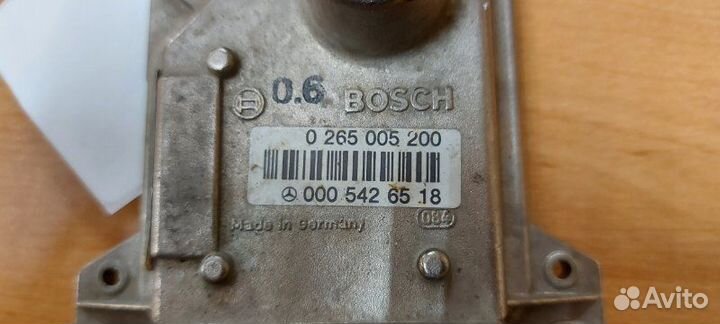 0.6 BOSCH
0 265 005 200
000 542 65 18
Made in Germany
084
Avito